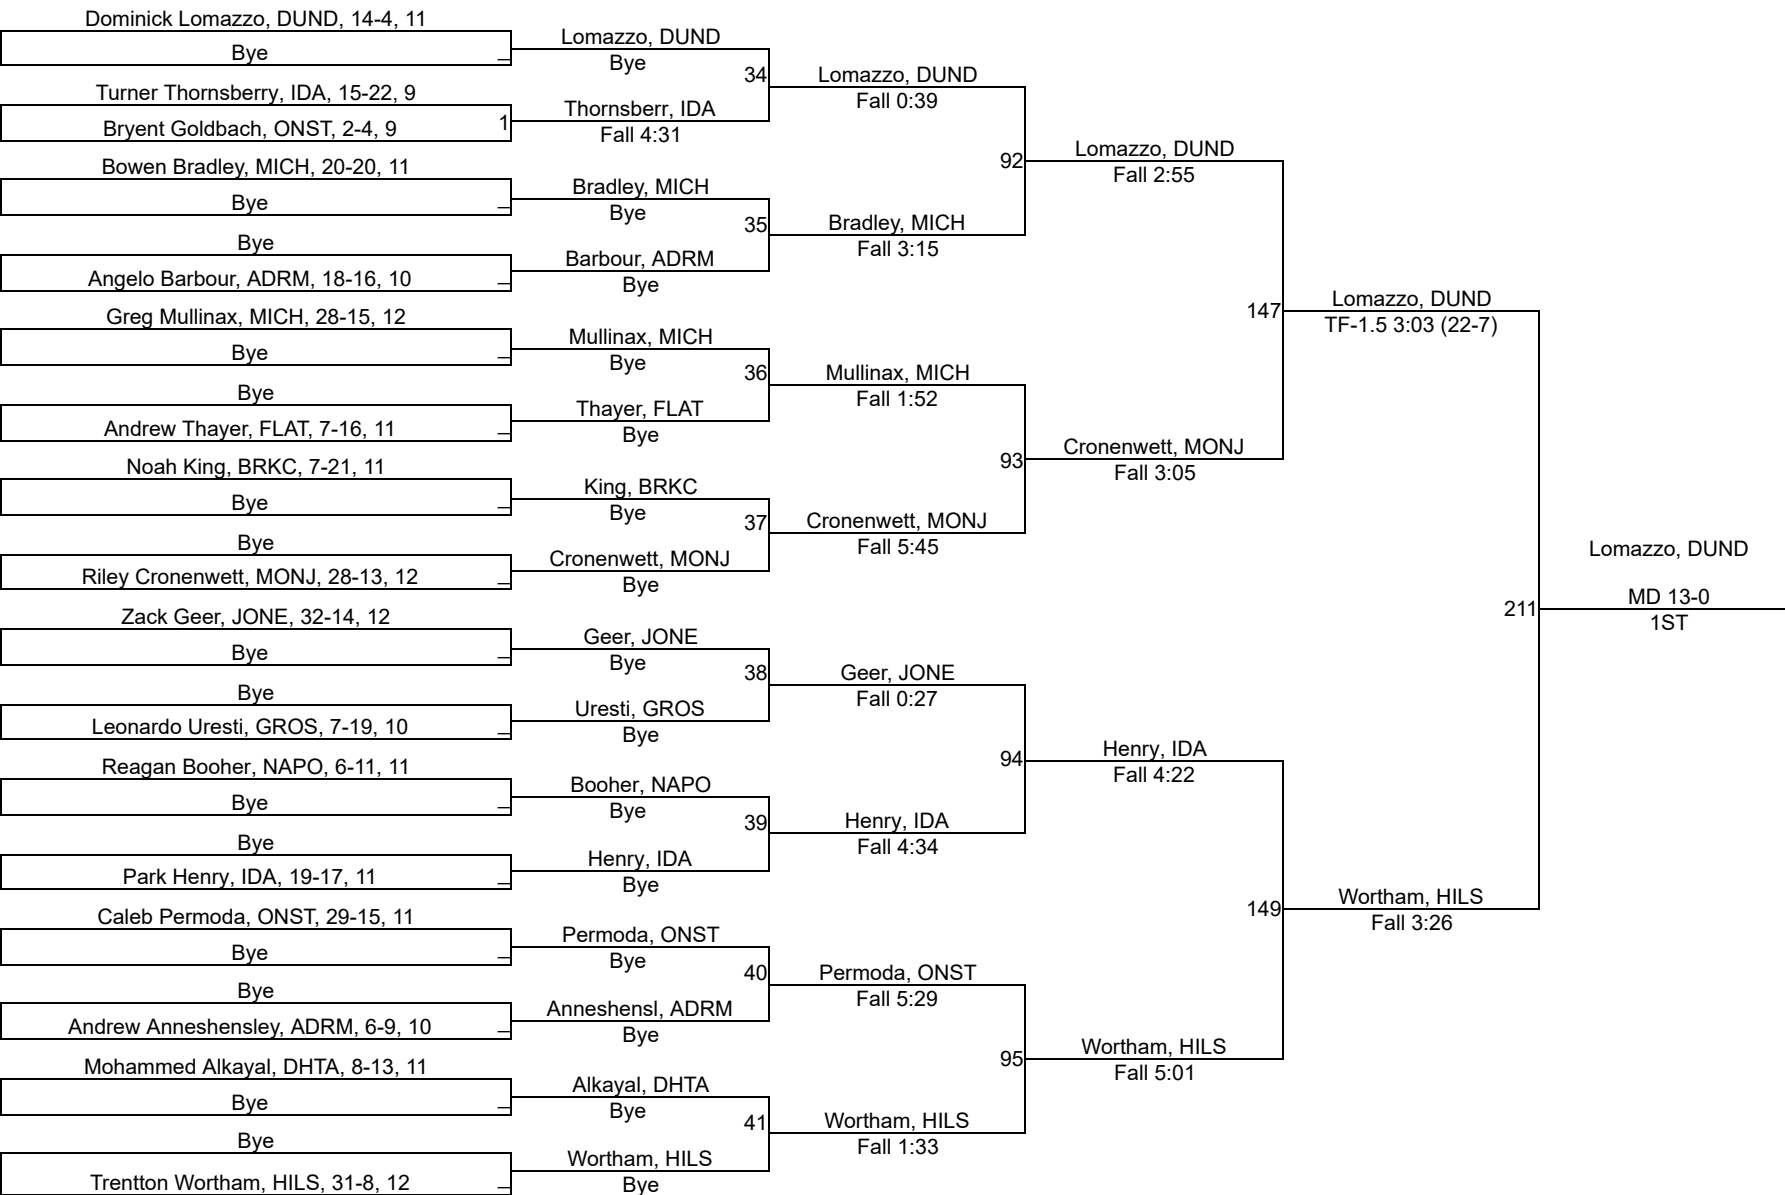 Dominick Lomazzo, DUND, 14-4, 11
Bye
Turner Thornsberry, IDA, 15-22, 9
Bryent Goldbach, ONST, 2-4, 9
1
Bowen Bradley, MICH, 20-20, 11
Bye
Bye
Angelo Barbour, ADRM, 18-16, 10
Greg Mullinax, MICH, 28-15, 12
Bye
Bye
Andrew Thayer, FLAT, 7-16, 11
Noah King, BRKC, 7-21, 11
Bye
Bye
Riley Cronenwett, MONJ, 28-13, 12
Zack Geer, JONE, 32-14, 12
Bye
Bye
Leonardo Uresti, GROS, 7-19, 10
Reagan Booher, NAPO, 6-11, 11
Bye
Bye
Park Henry, IDA, 19-17, 11
Caleb Permoda, ONST, 29-15, 11
Bye
Bye
Andrew Anneshensley, ADRM, 6-9, 10
Mohammed Alkayal, DHTA, 8-13, 11
Bye
Bye
Trentton Wortham, HILS, 31-8, 12
Lomazzo, DUND
Bye
34
Thornsberr, IDA
Fall 4:31
Bradley, MICH
Bye
35
Barbour, ADRM
Bye
Mullinax, MICH
Bye
36
Thayer, FLAT
Bye
King, BRKC
Bye
37
Cronenwett, MONJ
Bye
Geer, JONE
Bye
38
Uresti, GROS
Bye
Booher, NAPO
Bye
39
Henry, IDA
Bye
Permoda, ONST
Bye
40
Anneshensl, ADRM
Bye
Alkayal, DHTA
Bye
41
Wortham, HILS
Bye
Lomazzo, DUND
Fall 0:39
92
Bradley, MICH
Fall 3:15
Mullinax, MICH
Fall 1:52
93
Cronenwett, MONJ
Fall 5:45
Geer, JONE
Fall 0:27
94
Henry, IDA
Fall 4:34
Permoda, ONST
Fall 5:29
95
Wortham, HILS
Fall 1:33
Lomazzo, DUND
Fall 2:55
147
Cronenwett, MONJ
Fall 3:05
Henry, IDA
Fall 4:22
149
Wortham, HILS
Fall 5:01
Lomazzo, DUND
TF-1.5 3:03 (22-7)
211
Wortham, HILS
Fall 3:26
Lomazzo, DUND
MD 13-0
1ST